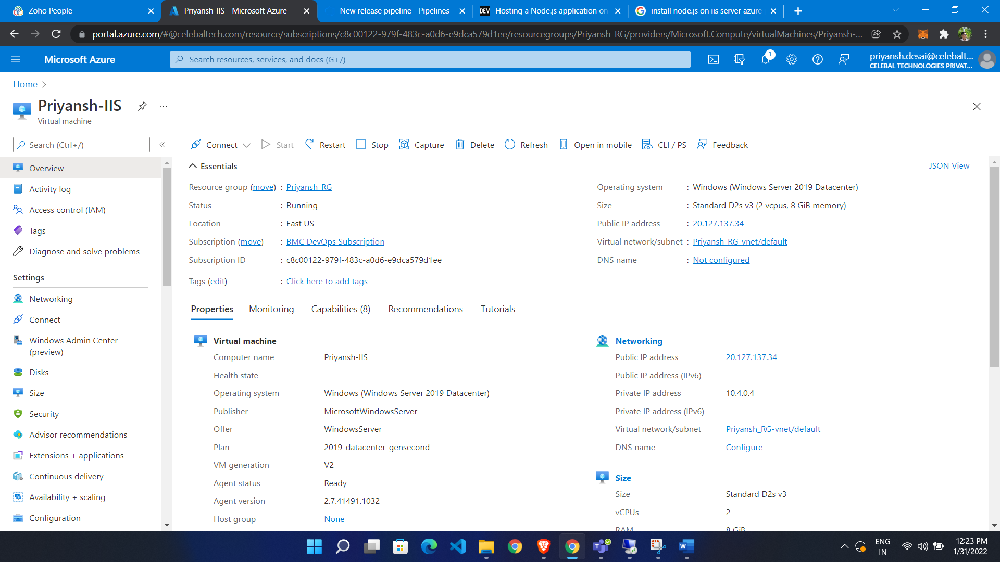 Zoho People
Priyansh-IIS - Microsoft Azure
New release pipeline - Pipelines
DEV Hosting a Node.js application on
install node.js on iis server azure
portal.azure.com/#@celebaltech.com/resource/subscriptions/c8c00122-979f-483c-a0d6-e9dca579d1ee/resourcegroups/Priyansh_RG/providers/Microsoft.Compute/virtualMachines/Priyansh-...
Microsoft Azure
Search resources, services, and docs (G+/)
1
priyansh.desai@celebalt...
CELEBAL TECHNOLOGIES PRIVAT...
Home
Priyansh-IIS
...
Virtual machine
Search (Ctrl+/)
Connect
Start
Restart
Stop
Capture
Delete
Refresh
Open in mobile
CLI / PS
Feedback
Overview
Activity log
Access control (IAM)
Tags
Diagnose and solve problems
Settings
Networking
Connect
Windows Admin Center
(preview)
Disks
Size
Security
Advisor recommendations
Extensions + applications
Continuous delivery
Availability + scaling
Configuration
Essentials
JSON View
Resource group (move) : Priyansh_RG
Status : Running
Location : East US
Subscription (move) : BMC DevOps Subscription
Subscription ID : c8c00122-979f-483c-a0d6-e9dca579d1ee
Tags (edit) : Click here to add tags
Operating system : Windows (Windows Server 2019 Datacenter)
Size : Standard D2s v3 (2 vcpus, 8 GiB memory)
Public IP address : 20.127.137.34
Virtual network/subnet : Priyansh_RG-vnet/default
DNS name : Not configured
Properties
Monitoring
Capabilities (8)
Recommendations
Tutorials
Virtual machine
Computer name Priyansh-IIS
Health state -
Operating system Windows (Windows Server 2019 Datacenter)
Publisher MicrosoftWindowsServer
Offer WindowsServer
Plan 2019-datacenter-gensecond
VM generation V2
Agent status Ready
Agent version 2.7.41491.1032
Host group None
Networking
Public IP address 20.127.137.34
Public IP address (IPv6) -
Private IP address 10.4.0.4
Private IP address (IPv6) -
Virtual network/subnet Priyansh_RG-vnet/default
DNS name Configure
Size
Size Standard D2s v3
vCPUs 2
RAM 8 GiB
ENG
IN
12:23 PM
1/31/2022